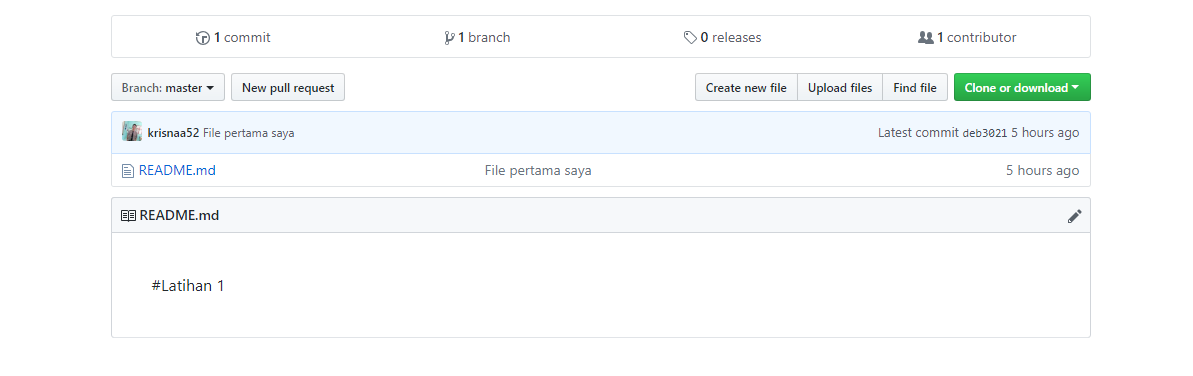 1 commit 1 branch 0 releases 1 contributor
Branch: master New pull request Create new file Upload files Find file Clone or download
krisnaa52 File pertama saya Latest commit deb3021 5 hours ago
README.md File pertama saya 5 hours ago
README.md
#Latihan 1